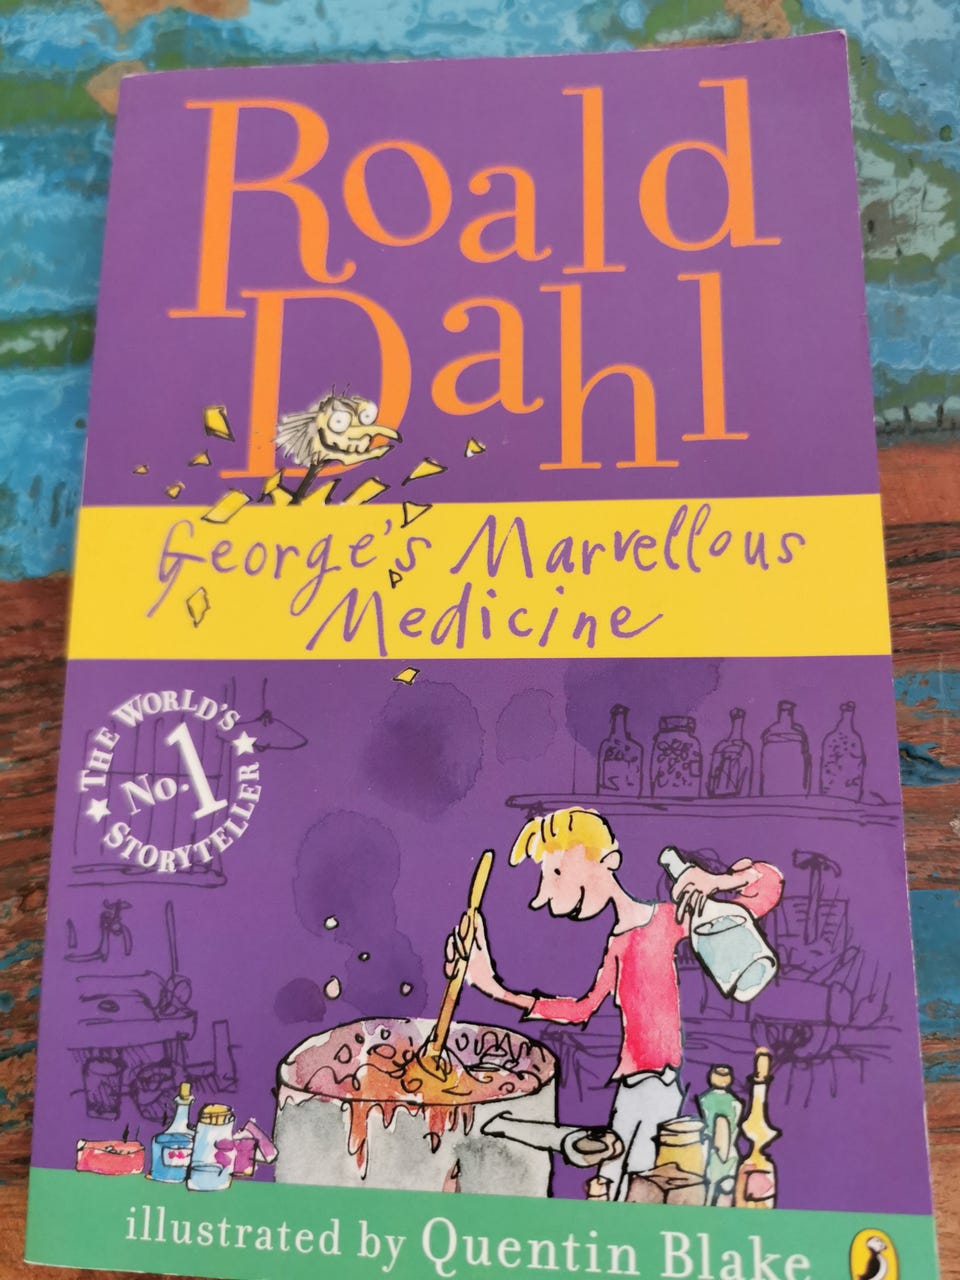 Roald
Dahl
George's Marvellous
Medicine
THE WORLD'S
No.1
STORYTELLER
illustrated by Quentin Blake